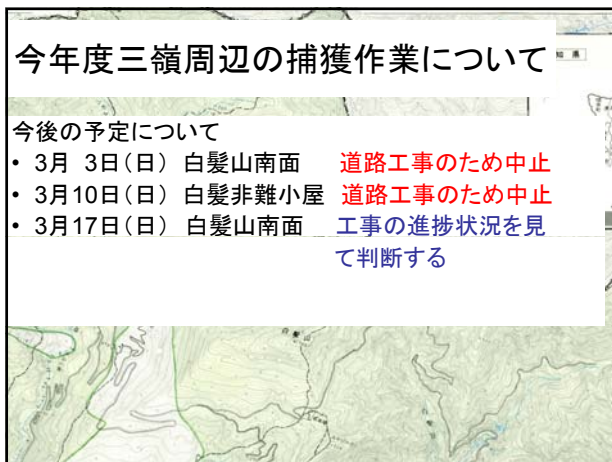 今年度三嶺周辺の捕獲作業について
今後の予定について
• 3月 3日(日) 白髪山南面 道路工事のため中止
• 3月10日(日) 白髪非難小屋 道路工事のため中止
• 3月17日(日) 白髪山南面 工事の進捗状況を見
て判断する